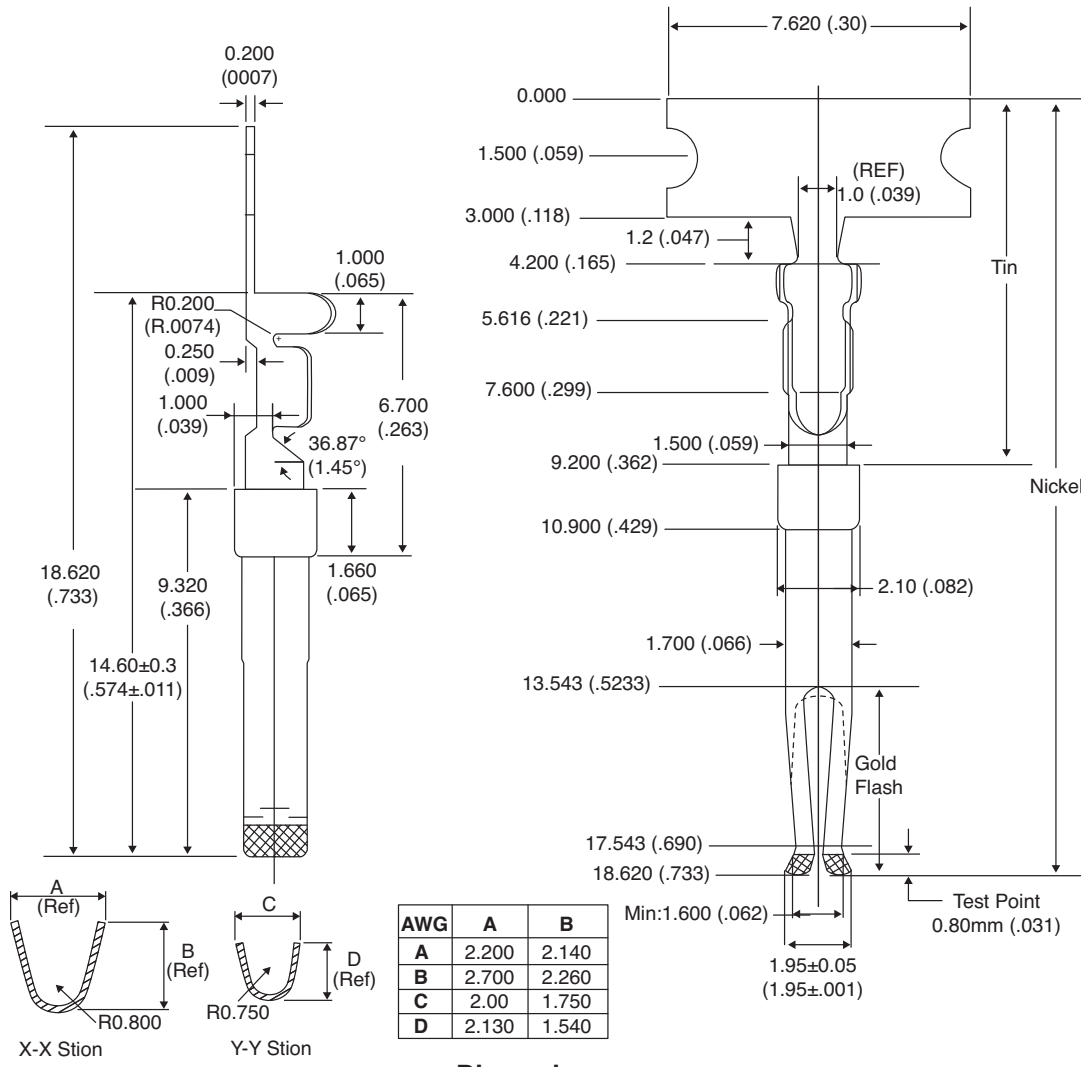 7.620 (.30)
0.200
(0007)
0.000
1.500 (.059)
(REF)
1.0 (.039)
3.000 (.118)
1.2 (.047)
4.200 (.165)
Tin
1.000
(.065)
R0.200
(R.0074)
5.616 (.221)
0.250
(.009)
7.600 (.299)
1.000
(.039)
6.700
(.263)
36.87°
(1.45°)
1.500 (.059)
9.200 (.362)
Nickel
10.900 (.429)
18.620
(.733)
9.320
(.366)
1.660
(.065)
2.10 (.082)
1.700 (.066)
14.60±0.3
(.574±.011)
13.543 (.5233)
Gold
Flash
17.543 (.690)
18.620 (.733)
A
(Ref)
C
Min:1.600 (.062)
Test Point
0.80mm (.031)
B
(Ref)
D
(Ref)
1.95±0.05
(1.95±.001)
R0.800
R0.750
X-X Stion
Y-Y Stion
AWG A B
A 2.200 2.140
B 2.700 2.260
C 2.00 1.750
D 2.130 1.540